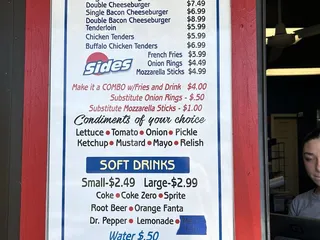 Double Cheeseburger $7.49
Single Bacon Cheeseburger $6.99
Double Bacon Cheeseburger $8.99
Tenderloin $5.99
Chicken Tenders $5.99
Buffalo Chicken Tenders $6.99
Sides
French Fries $3.99
Onion Rings $4.49
Mozzarella Sticks $4.99
Make it a COMBO w/Fries and Drink $4.00
Substitute Onion Rings - $.50
Substitute Mozzarella Sticks - $1.00
Condiments of your choice
Lettuce • Tomato • Onion • Pickle
Ketchup • Mustard • Mayo • Relish
SOFT DRINKS
Small-$2.49 Large-$2.99
Coke • Coke Zero • Sprite
Root Beer • Orange Fanta
Dr. Pepper • Lemonade •
Water $.50